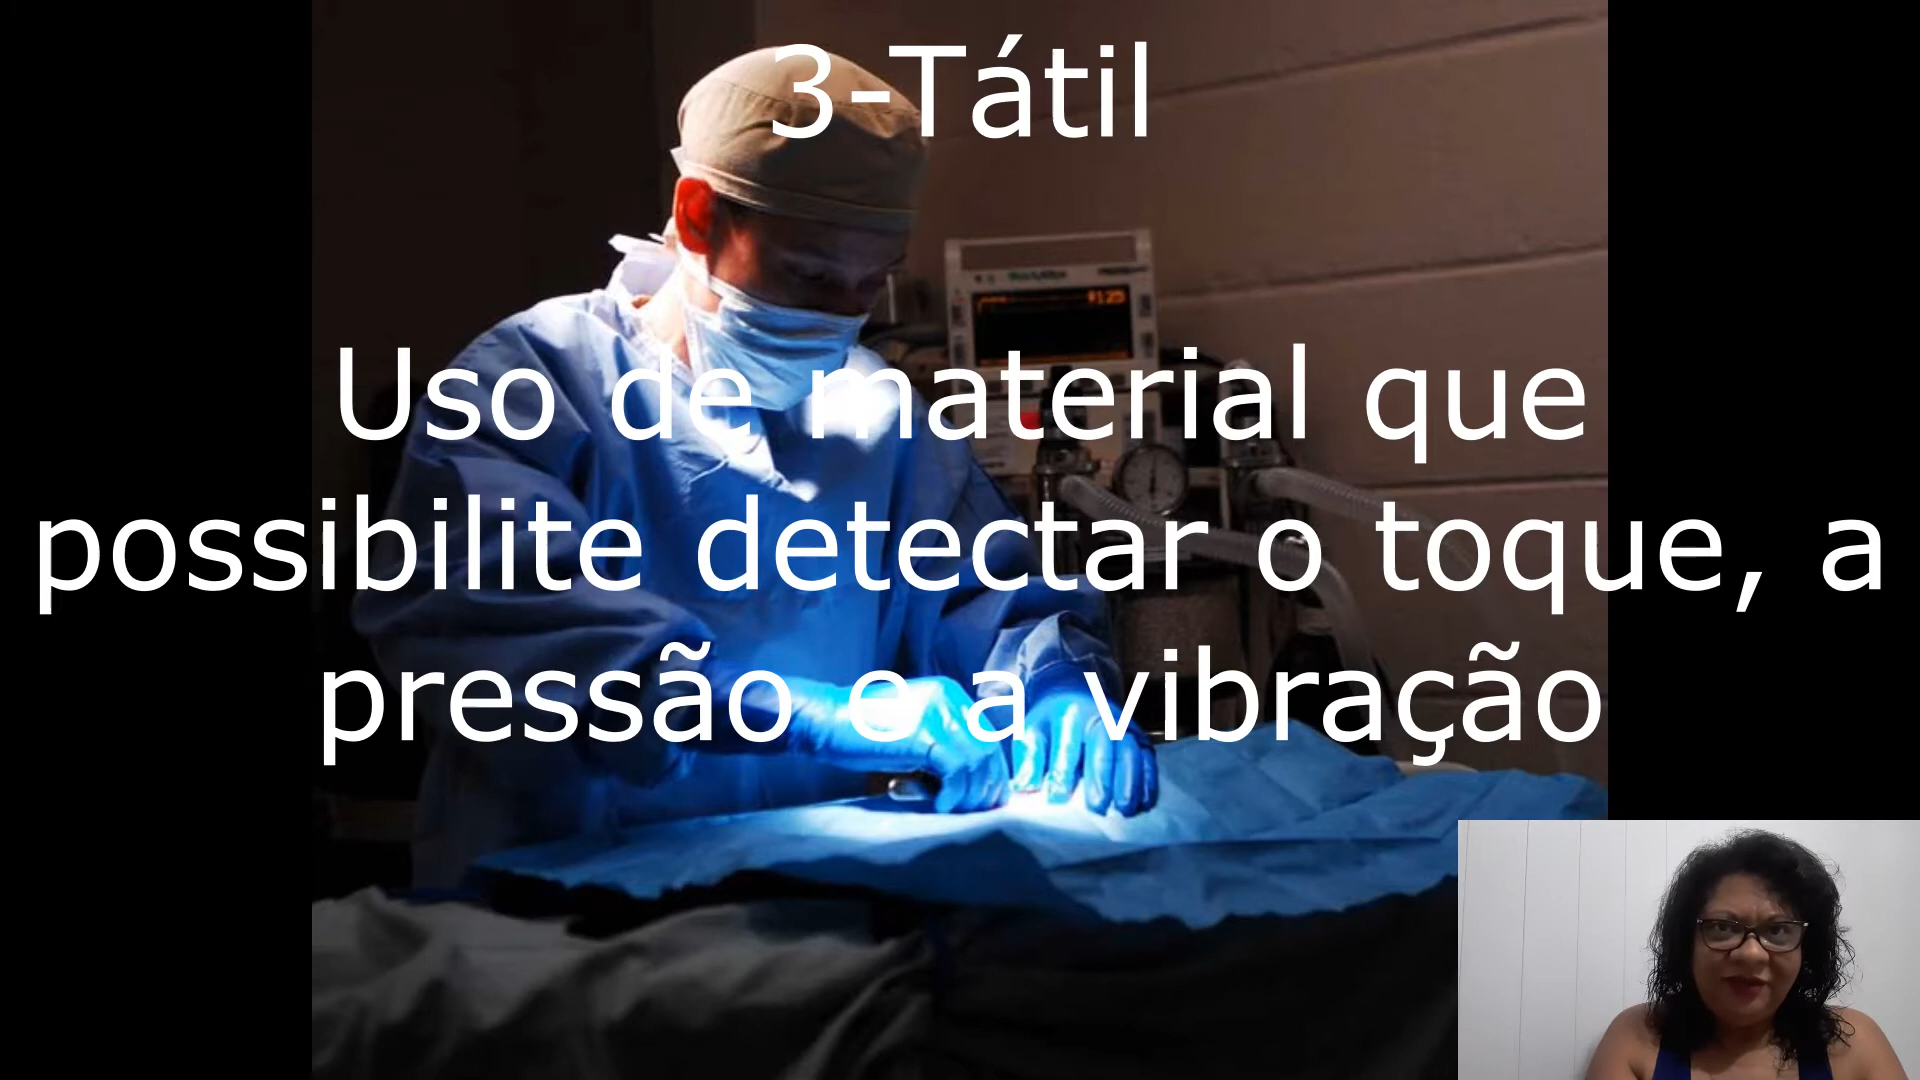 3-Tátil
Uso de material que
possibilite detectar o toque, a
pressão e a vibração